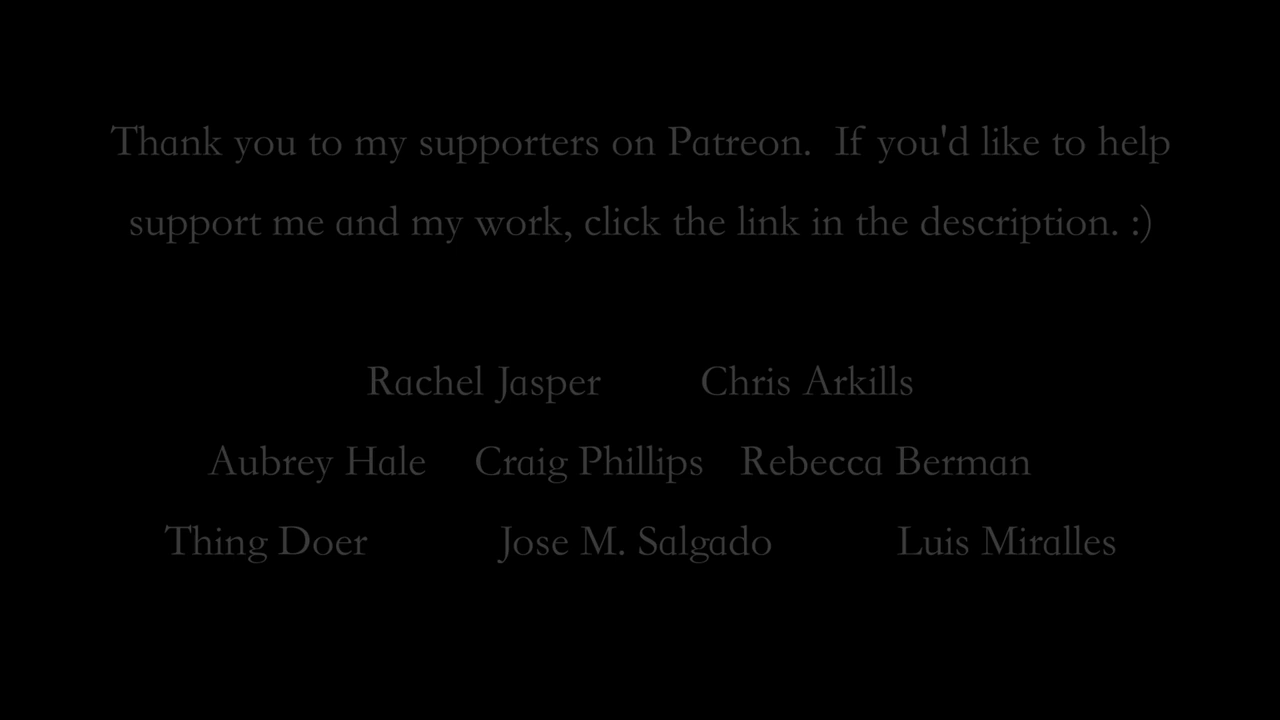 Thank you to my supporters on Patreon.  If you'd like to help
support me and my work, click the link in the description. :)
Rachel Jasper Chris Arkills
Aubrey Hale Craig Phillips Rebecca Berman
Thing Doer Jose M. Salgado Luis Miralles